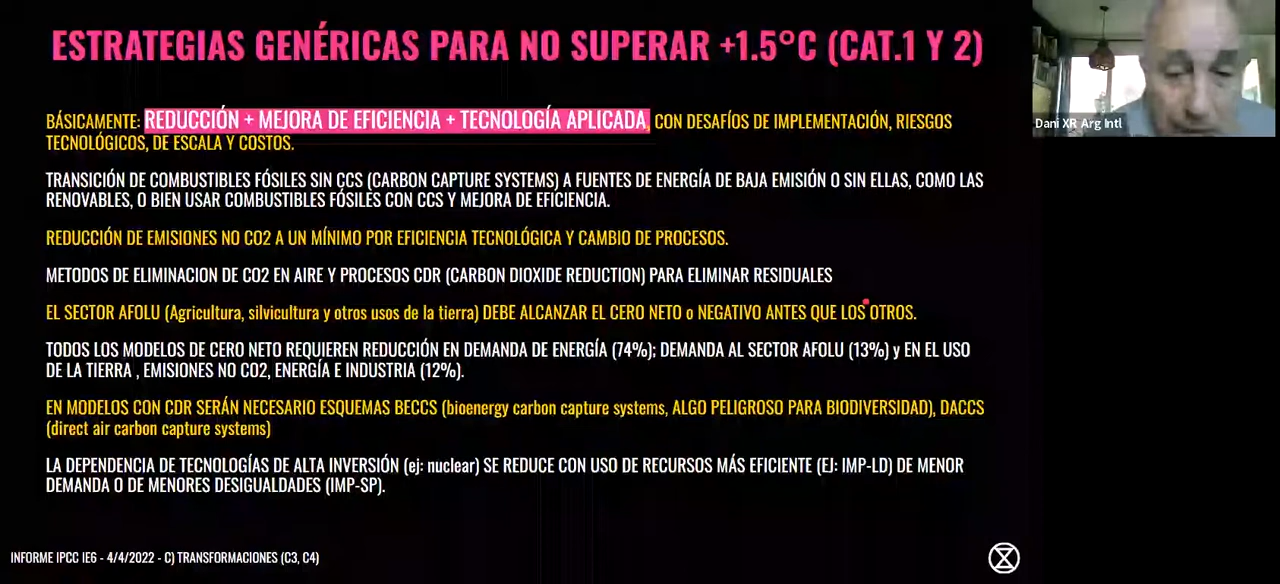 ESTRATEGIAS GENÉRICAS PARA NO SUPERAR +1.5°C (CAT.1 Y 2)
BÁSICAMENTE: REDUCCIÓN + MEJORA DE EFICIENCIA + TECNOLOGÍA APLICADA, CON DESAFÍOS DE IMPLEMENTACIÓN, RIESGOS
TECNOLÓGICOS, DE ESCALA Y COSTOS.
TRANSICIÓN DE COMBUSTIBLES FÓSILES SIN CCS (CARBON CAPTURE SYSTEMS) A FUENTES DE ENERGÍA DE BAJA EMISIÓN O SIN ELLAS, COMO LAS
RENOVABLES, O BIEN USAR COMBUSTIBLES FÓSILES CON CCS Y MEJORA DE EFICIENCIA.
REDUCCIÓN DE EMISIONES NO CO2 A UN MÍNIMO POR EFICIENCIA TECNOLÓGICA Y CAMBIO DE PROCESOS.
METODOS DE ELIMINACION DE CO2 EN AIRE Y PROCESOS CDR (CARBON DIOXIDE REDUCTION) PARA ELIMINAR RESIDUALES
EL SECTOR AFOLU (Agricultura, silvicultura y otros usos de la tierra) DEBE ALCANZAR EL CERO NETO o NEGATIVO ANTES QUE LOS OTROS.
TODOS LOS MODELOS DE CERO NETO REQUIEREN REDUCCIÓN EN DEMANDA DE ENERGÍA (74%); DEMANDA AL SECTOR AFOLU (13%) y EN EL USO
DE LA TIERRA , EMISIONES NO CO2, ENERGÍA E INDUSTRIA (12%).
EN MODELOS CON CDR SERÁN NECESARIO ESQUEMAS BECCS (bioenergy carbon capture systems, ALGO PELIGROSO PARA BIODIVERSIDAD), DACCS
(direct air carbon capture systems)
LA DEPENDENCIA DE TECNOLOGÍAS DE ALTA INVERSIÓN (ej: nuclear) SE REDUCE CON USO DE RECURSOS MÁS EFICIENTE (EJ: IMP-LD) DE MENOR
DEMANDA O DE MENORES DESIGUALDADES (IMP-SP).
INFORME IPCC IE6 - 4/4/2022 - C) TRANSFORMACIONES (C3, C4)
Dani XR Arg Intl